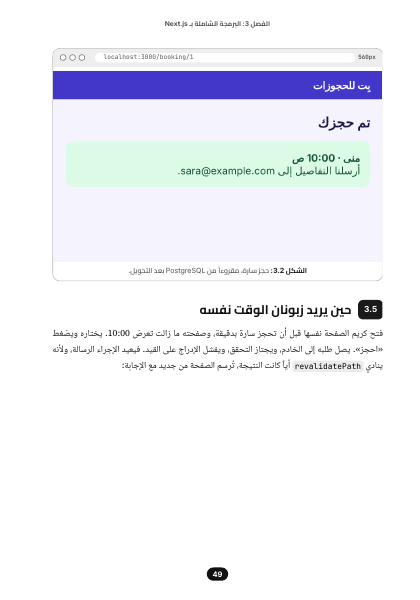 الفصل 3: البرمجة الشاملة بـ Next.js
localhost:3000/booking/1
560px
بِت للحجوزات
تم حجزك
منى · 10:00 ص
أرسلنا التفاصيل إلى sara@example.com.
الشكل 3.2: حجز سارة، مقروءاً من PostgreSQL بعد التحويل.
3.5 حين يريد زبونان الوقت نفسه
فتح كريم الصفحة نفسها قبل أن تحجز سارة بدقيقة، وصفحته ما زالت تعرض 10:00. يختاره ويضغط
«احجز». يصل طلبه إلى الخادم، ويجتاز التحقق، ويفشل الإدراج على القيد. فيعيد الإجراء الرسالة، ولأنه
ينادي revalidatePath أياً كانت النتيجة، تُرسم الصفحة من جديد مع الإجابة:
49